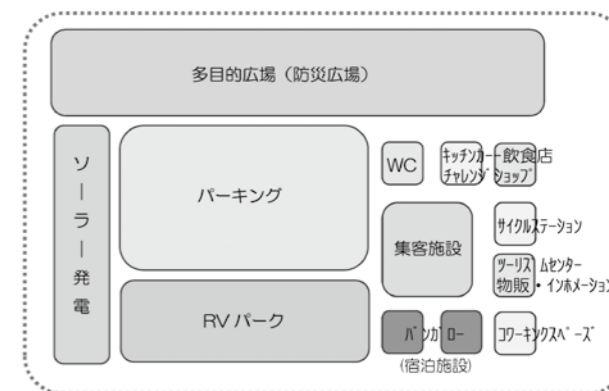 多目的広場（防災広場）
ソーラー発電
パーキング
WC
キッチンカー
チャレンジショップ
飲食店
集客施設
サイクルステーション
ツーリズムセンター
物販・インホメーション
RVパーク
バンガロー
(宿泊施設)
コワーキングスペーズ